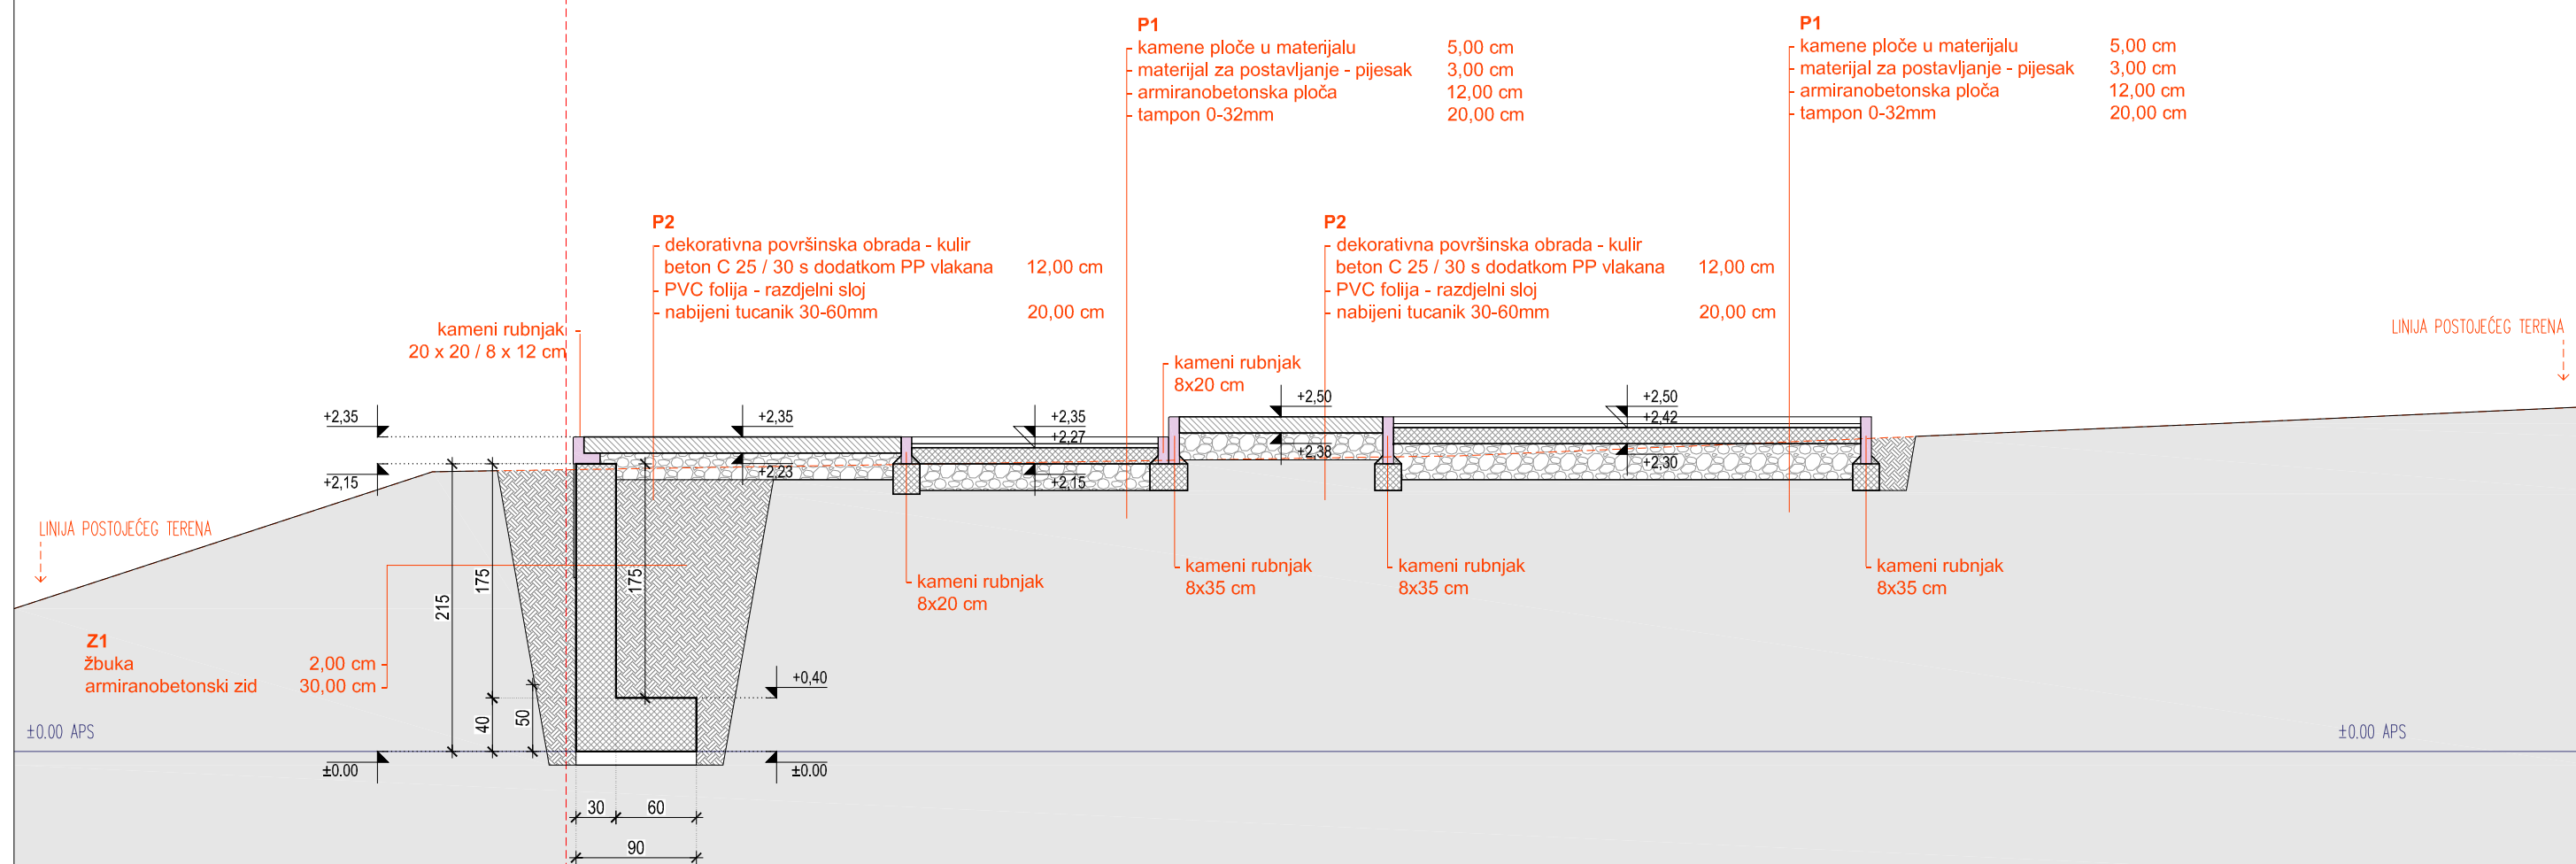 P1
kamene ploče u materijalu 5,00 cm
materijal za postavljanje - pijesak 3,00 cm
armiranobetonska ploča 12,00 cm
tampon 0-32mm 20,00 cm
P1
kamene ploče u materijalu 5,00 cm
materijal za postavljanje - pijesak 3,00 cm
armiranobetonska ploča 12,00 cm
tampon 0-32mm 20,00 cm
P2
dekorativna površinska obrada - kulir
beton C 25 / 30 s dodatkom PP vlakana 12,00 cm
PVC folija - razdjelni sloj
nabijeni tucanik 30-60mm 20,00 cm
P2
dekorativna površinska obrada - kulir
beton C 25 / 30 s dodatkom PP vlakana 12,00 cm
PVC folija - razdjelni sloj
nabijeni tucanik 30-60mm 20,00 cm
kameni rubnjak
20 x 20 / 8 x 12 cm
kameni rubnjak
8x20 cm
LINIJA POSTOJEĆEG TERENA
+2,35
+2,15
+2,35
+2,23
+2,35
+2,27
+2,15
+2,50
+2,38
+2,50
+2,42
+2,30
LINIJA POSTOJEĆEG TERENA
kameni rubnjak
8x20 cm
kameni rubnjak
8x35 cm
kameni rubnjak
8x35 cm
kameni rubnjak
8x35 cm
215
175
175
40
50
Z1
žbuka 2,00 cm
armiranobetonski zid 30,00 cm
+0,40
±0.00 APS
±0.00 APS
±0.00
±0.00
30
60
90